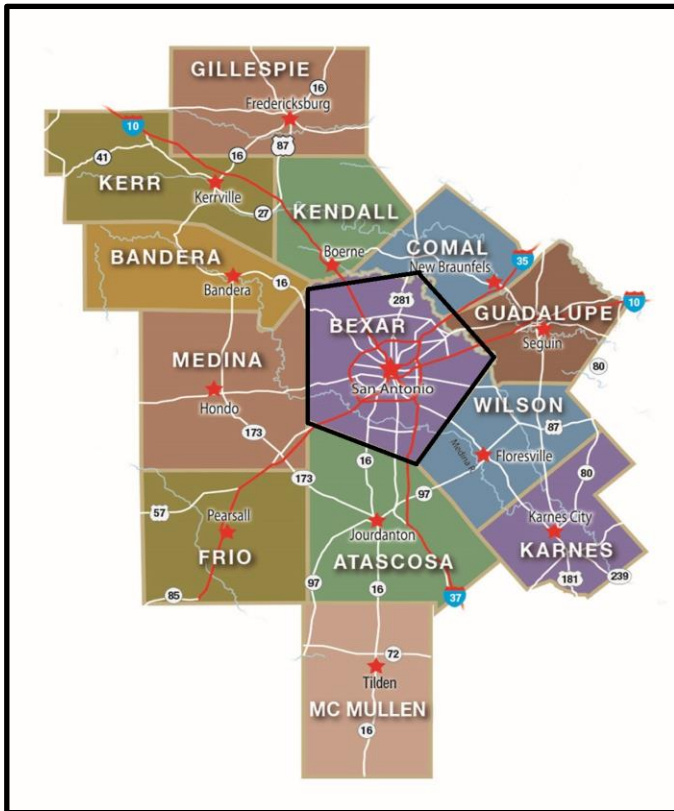 GILLESPIE
16
Fredericksburg
10
87
41
16
KERR
Kerrville
27
KENDALL
COMAL
35
BANDERA
Boerne
New Braunfels
16
Bandera
281
10
GUADALUPE
BEXAR
Seguin
MEDINA
80
San Antonio
Hondo
WILSON
87
173
Medina R.
Floresville
16
80
173
97
57
Pearsall
Karnes City
Jourdanton
FRIO
ATASCOSA
KARNES
97
239
181
85
16
37
72
Tilden
MC MULLEN
16